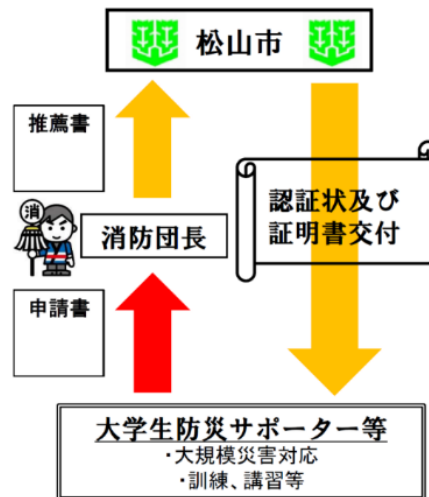 松山市
推薦書
消
消防団長
認証状及び
証明書交付
申請書
大学生防災サポーター等
・大規模災害対応
・訓練、講習等